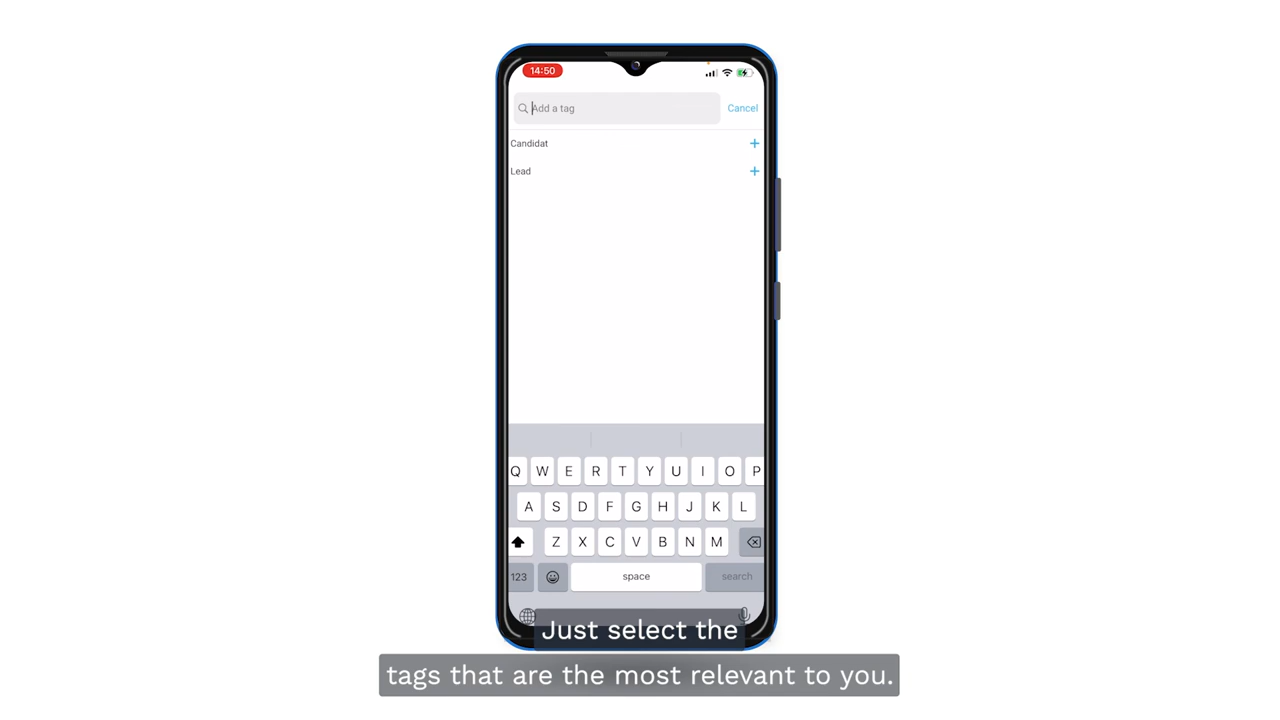 14:50
Add a tag Cancel
Candidat +
Lead +
Q W E R T Y U I O P
A S D F G H J K L
Z X C V B N M
123 space search
Just select the
tags that are the most relevant to you.